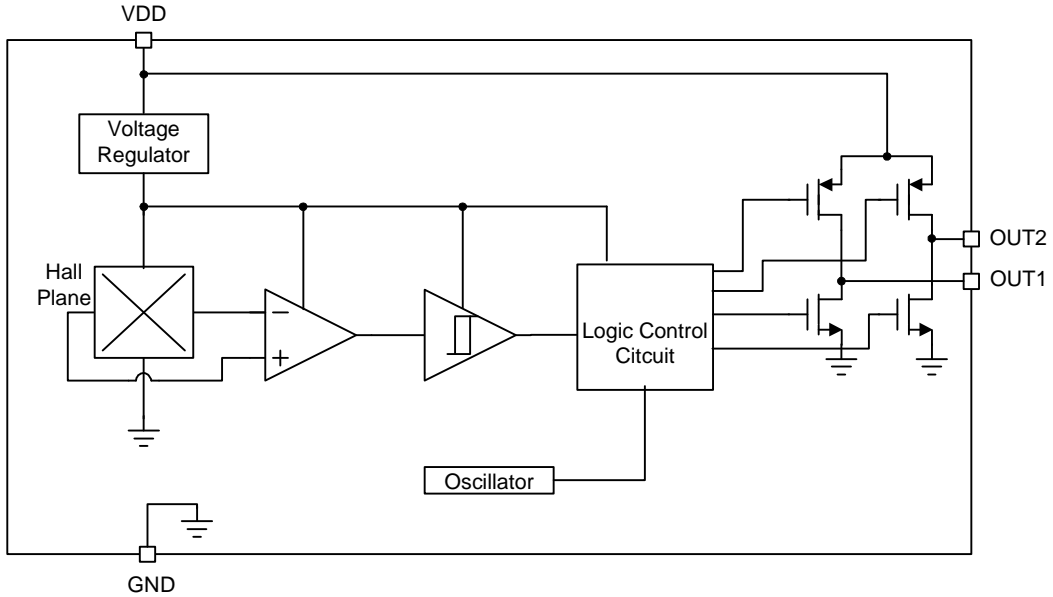 VDD
Voltage
Regulator
Hall
Plane
−
+
Logic Control
Citcuit
OUT2
OUT1
Oscillator
GND